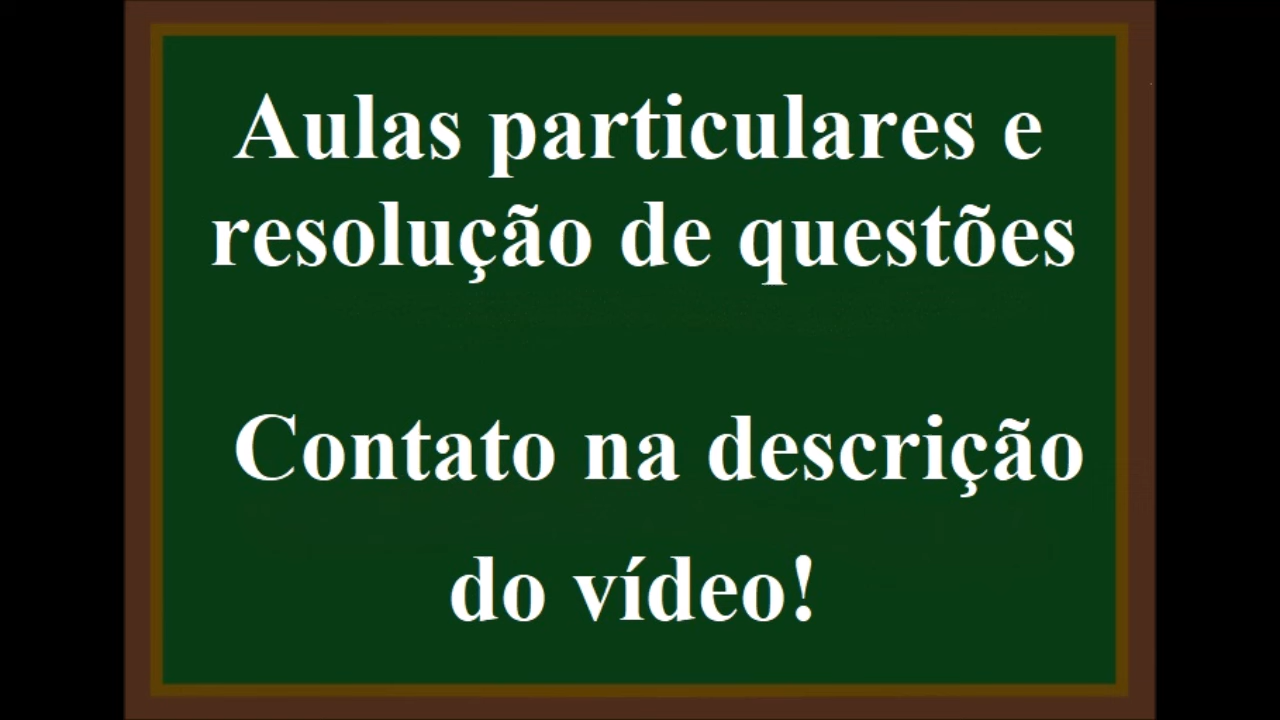 Aulas particulares e
resolução de questões
Contato na descrição
do vídeo!